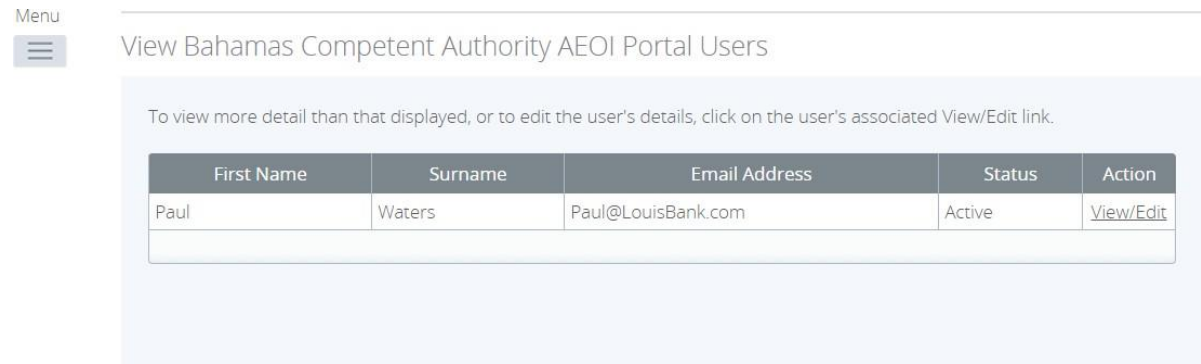 Menu
View Bahamas Competent Authority AEOI Portal Users
To view more detail than that displayed, or to edit the user's details, click on the user's associated View/Edit link.
First Name Surname Email Address Status Action
Paul Waters Paul@LouisBank.com Active View/Edit